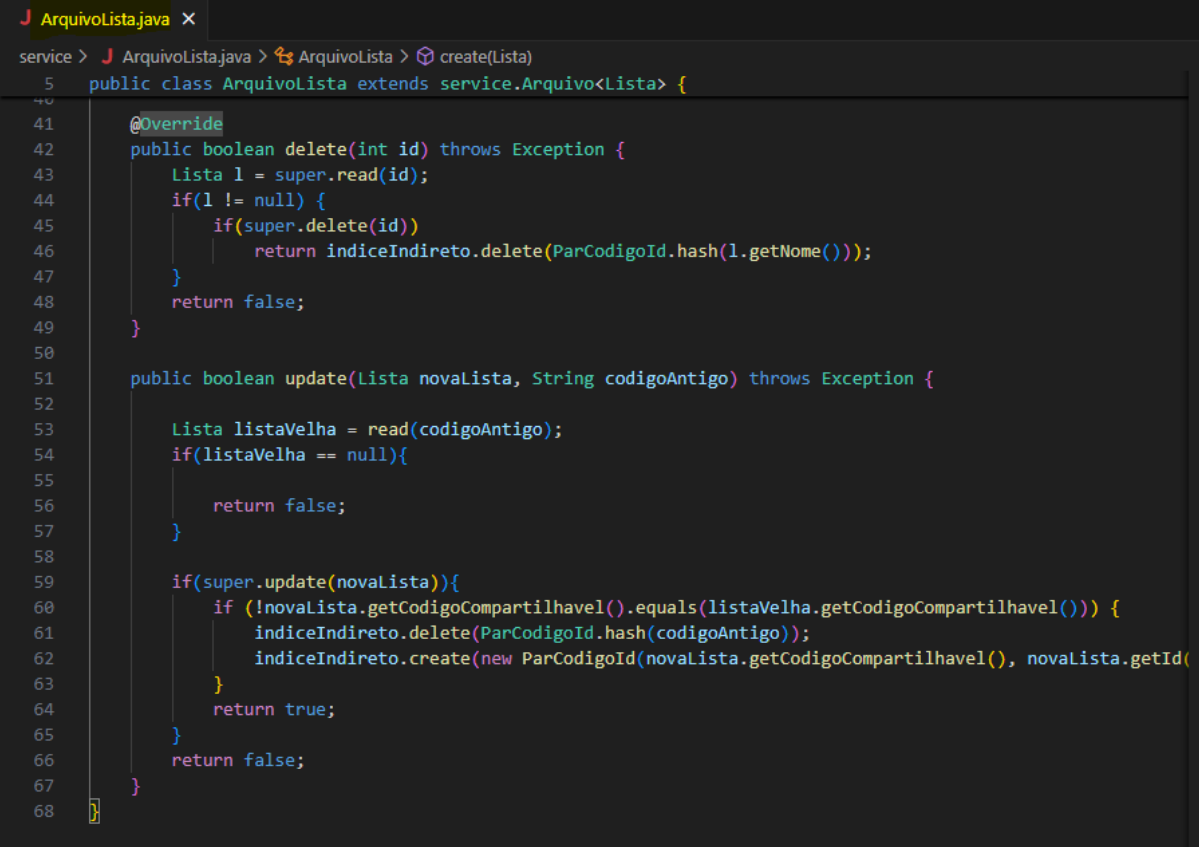 J ArquivoLista.java ×
service > J ArquivoLista.java > ArquivoLista > create(Lista)
5 public class ArquivoLista extends service.Arquivo<Lista> {
40
41 @Override
42 public boolean delete(int id) throws Exception {
43 Lista l = super.read(id);
44 if(l != null) {
45 if(super.delete(id))
46 return indiceIndireto.delete(ParCodigoId.hash(l.getNome()));
47 }
48 return false;
49 }
50
51 public boolean update(Lista novaLista, String codigoAntigo) throws Exception {
52
53 Lista listaVelha = read(codigoAntigo);
54 if(listaVelha == null){
55
56 return false;
57 }
58
59 if(super.update(novaLista)){
60 if (!novaLista.getCodigoCompartilhavel().equals(listaVelha.getCodigoCompartilhavel())) {
61 indiceIndireto.delete(ParCodigoId.hash(codigoAntigo));
62 indiceIndireto.create(new ParCodigoId(novaLista.getCodigoCompartilhavel(), novaLista.getId(
63 }
64 return true;
65 }
66 return false;
67 }
68 }